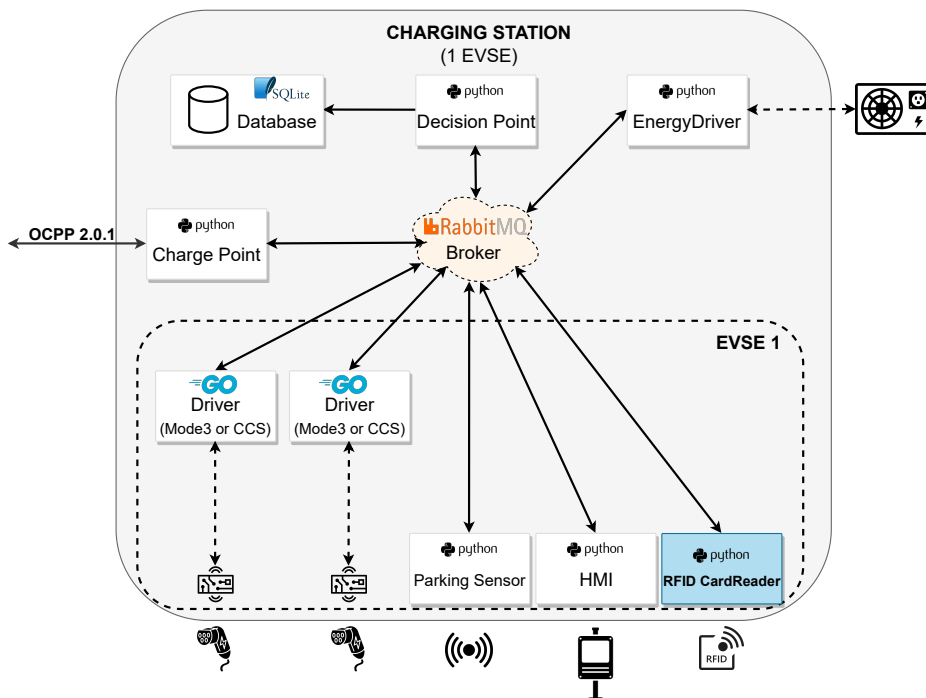 CHARGING STATION
(1 EVSE)
SQLite
Database
python
Decision Point
python
EnergyDriver
OCPP 2.0.1
python
Charge Point
RabbitMQ
Broker
EVSE 1
GO
Driver
(Mode3 or CCS)
GO
Driver
(Mode3 or CCS)
python
Parking Sensor
python
HMI
python
RFID CardReader
RFID